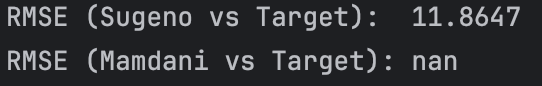 RMSE (Sugeno vs Target):  11.8647
RMSE (Mamdani vs Target): nan